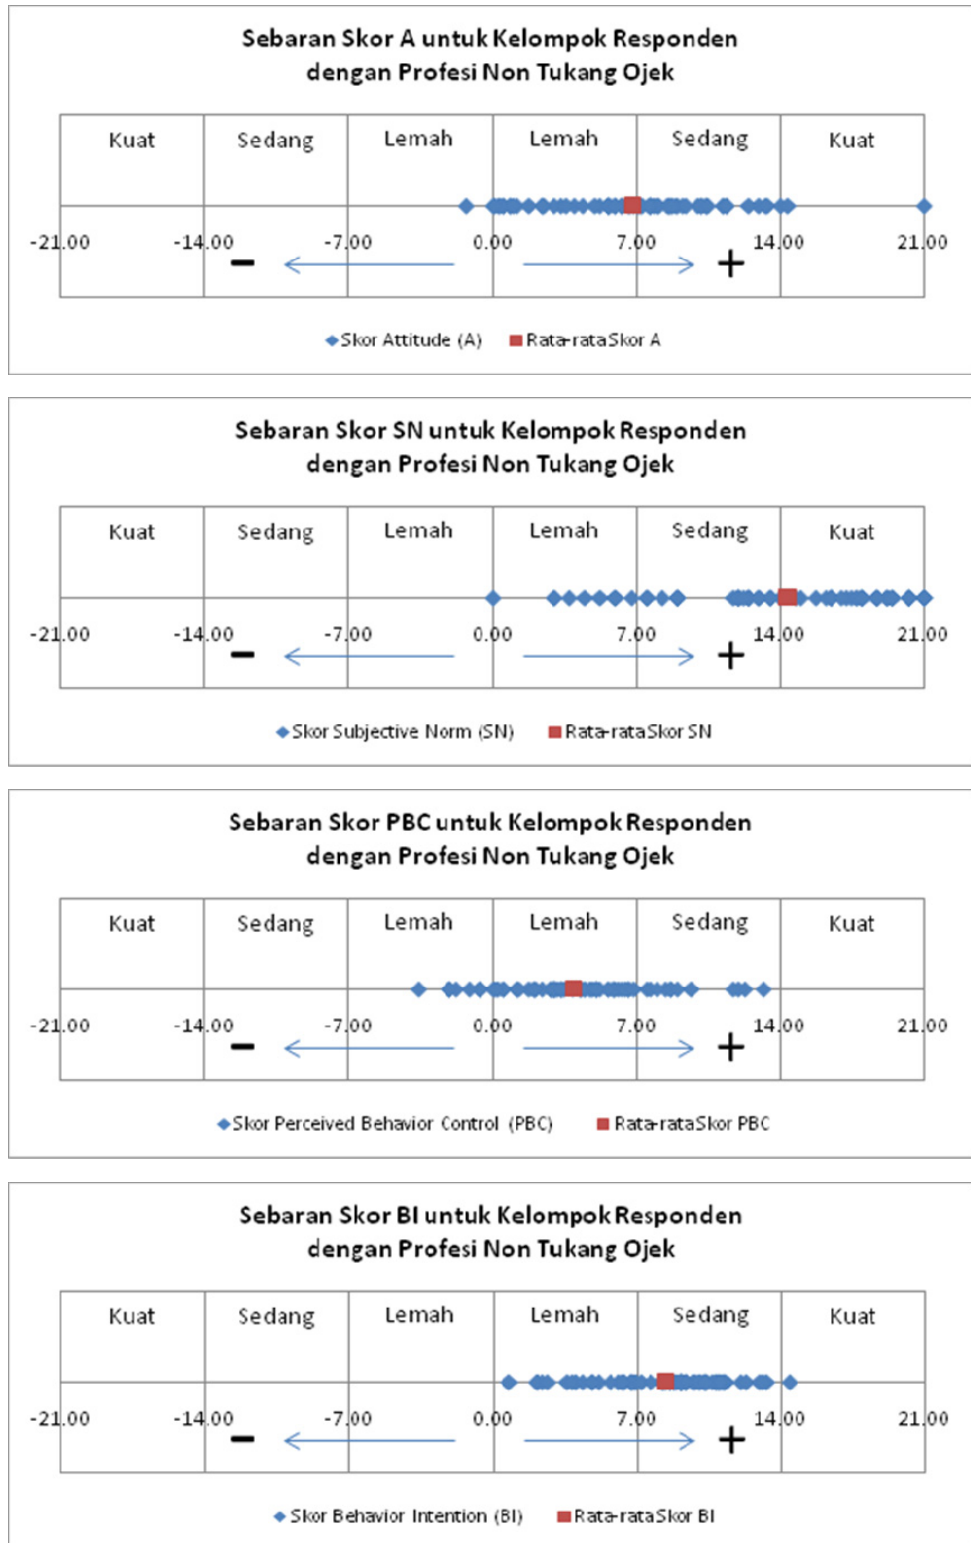 Sebaran Skor A untuk Kelompok Responden
dengan Profesi Non Tukang Ojek
Kuat Sedang Lemah Lemah Sedang Kuat
-21.00 -14.00 -7.00 0.00 7.00 14.00 21.00
− +
Skor Attitude (A) Rata-rata Skor A
Sebaran Skor SN untuk Kelompok Responden
dengan Profesi Non Tukang Ojek
Kuat Sedang Lemah Lemah Sedang Kuat
-21.00 -14.00 -7.00 0.00 7.00 14.00 21.00
− +
Skor Subjective Norm (SN) Rata-rata Skor SN
Sebaran Skor PBC untuk Kelompok Responden
dengan Profesi Non Tukang Ojek
Kuat Sedang Lemah Lemah Sedang Kuat
-21.00 -14.00 -7.00 0.00 7.00 14.00 21.00
− +
Skor Perceived Behavior Control (PBC) Rata-rata Skor PBC
Sebaran Skor BI untuk Kelompok Responden
dengan Profesi Non Tukang Ojek
Kuat Sedang Lemah Lemah Sedang Kuat
-21.00 -14.00 -7.00 0.00 7.00 14.00 21.00
− +
Skor Behavior Intention (BI) Rata-rata Skor BI